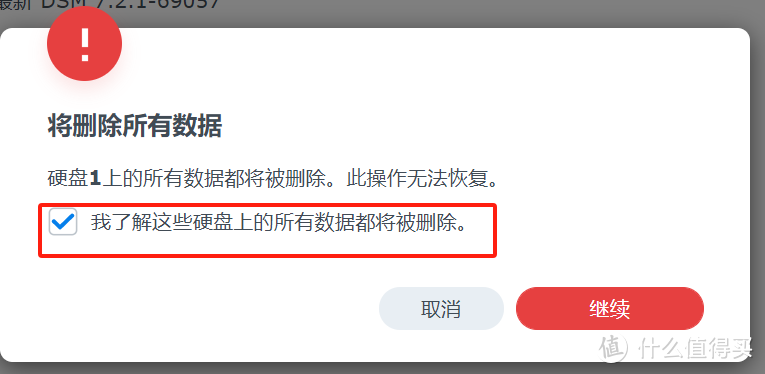 最新 DSM 7.2.1-69057
!
将删除所有数据
硬盘1上的所有数据都将被删除。此操作无法恢复。
我了解这些硬盘上的所有数据都将被删除。
取消
继续
值 什么值得买